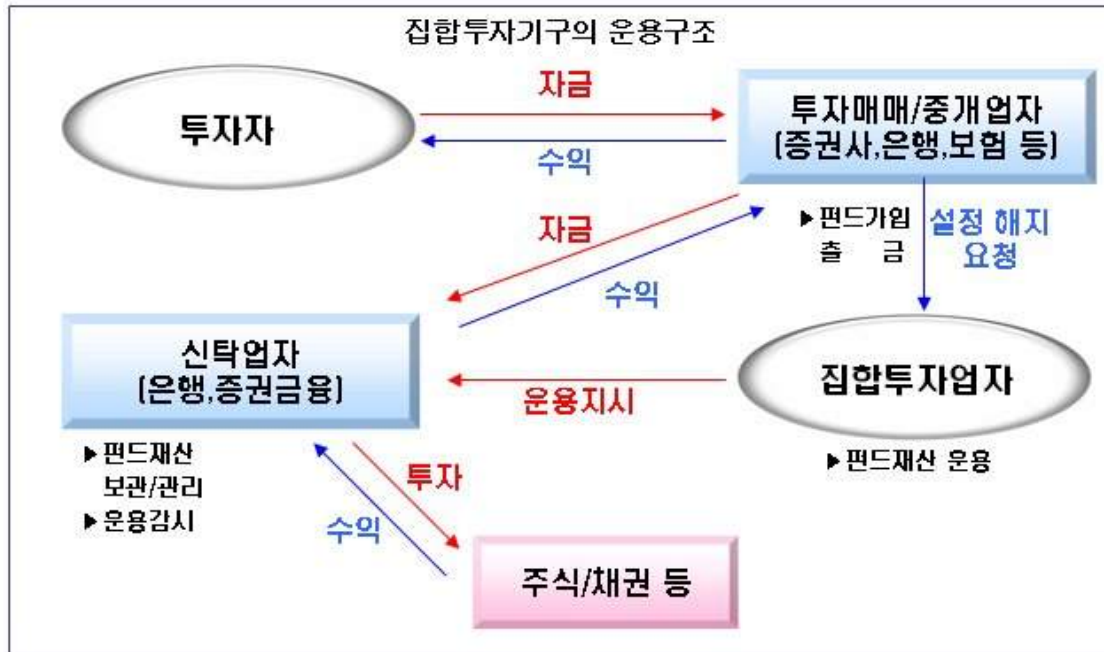 집합투자기구의 운용구조
투자자
자금
수익
투자매매/중개업자
(증권사,은행,보험 등)
자금
수익
▶펀드가입
출 금
설정 해지
요청
신탁업자
(은행,증권금융)
운용지시
집합투자업자
▶펀드재산
보관/관리
▶운용감시
▶펀드재산 운용
투자
수익
주식/채권 등